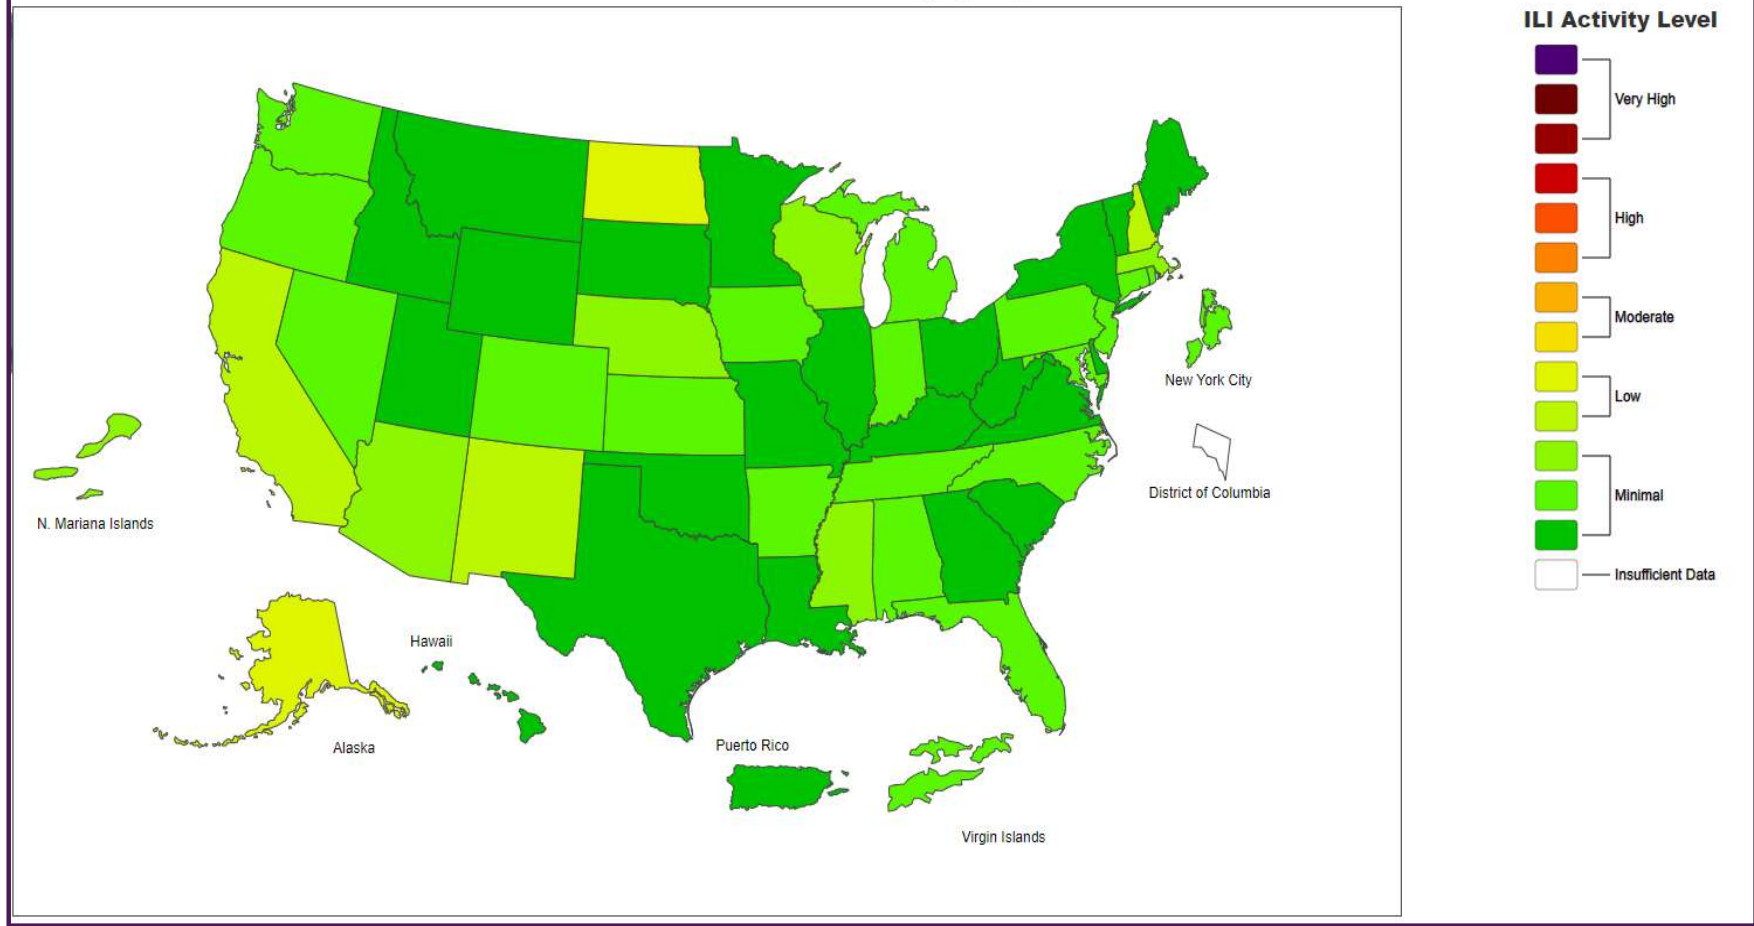 ILI Activity Level
Very High
High
Moderate
Low
Minimal
Insufficient Data
New York City
District of Columbia
N. Mariana Islands
Hawaii
Alaska
Puerto Rico
Virgin Islands